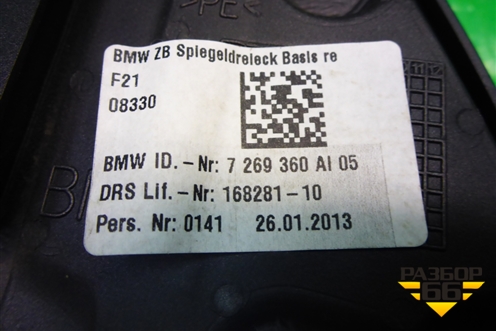 >PE<
BMW ZB Spiegeldreieck Basis re
F21
08330
BMW ID.-Nr: 7 269 360 AI 05
DRS Lif.-Nr: 168281-10
Pers. Nr: 0141 26.01.2013
РАЗБОР
66